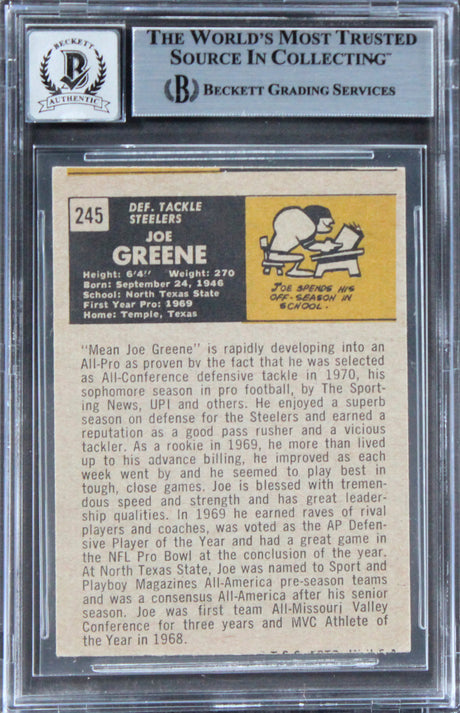 BECKETT
B
AUTHENTIC
THE WORLD'S MOST TRUSTED
SOURCE IN COLLECTING™
B BECKETT GRADING SERVICES
245
DEF. TACKLE
STEELERS
JOE
GREENE
Height: 6'4" Weight: 270
Born: September 24, 1946
School: North Texas State
First Year Pro: 1969
Home: Temple, Texas
JOE SPENDS HIS
OFF-SEASON IN
SCHOOL.
"Mean Joe Greene" is rapidly developing into an
All-Pro as proven by the fact that he was selected
as All-Conference defensive tackle in 1970, his
sophomore season in pro football, by The Sport-
ing News, UPI and others. He enjoyed a superb
season on defense for the Steelers and earned a
reputation as a good pass rusher and a vicious
tackler. As a rookie in 1969, he more than lived
up to his advance billing, he improved as each
week went by and he seemed to play best in
tough, close games. Joe is blessed with tremen-
dous speed and strength and has great leader-
ship qualities. In 1969 he earned raves of rival
players and coaches, was voted as the AP Defen-
sive Player of the Year and had a great game in
the NFL Pro Bowl at the conclusion of the year.
At North Texas State, Joe was named to Sport and
Playboy Magazines All-America pre-season teams
and was a consensus All-America after his senior
season. Joe was first team All-Missouri Valley
Conference for three years and MVC Athlete of
the Year in 1968.